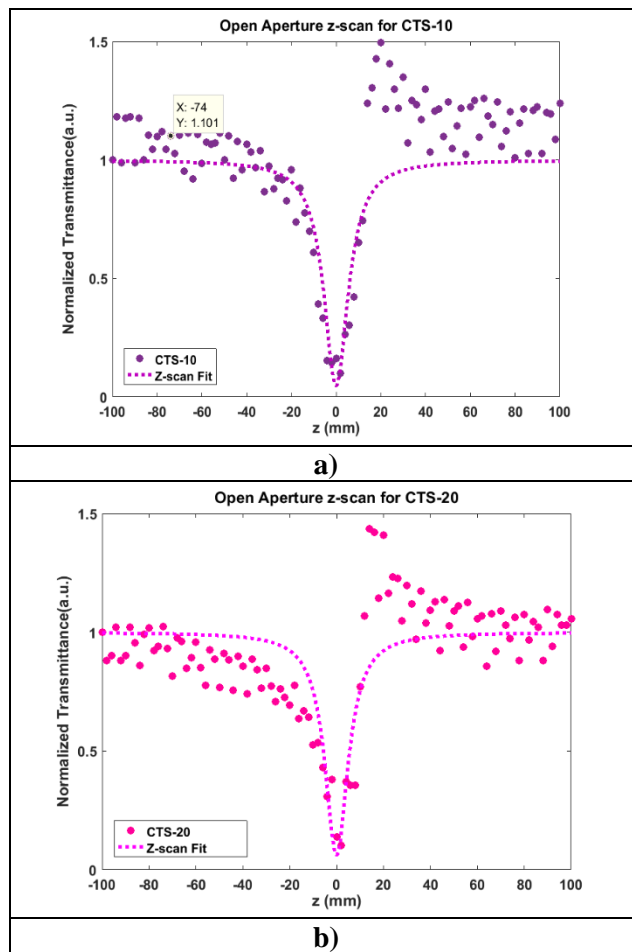 Open Aperture z-scan for CTS-10
1.5
1
0.5
0
Normalized Transmittance(a.u.)
X: -74
Y: 1.101
CTS-10
Z-scan Fit
-100 -80 -60 -40 -20 0 20 40 60 80 100
z (mm)
a)
Open Aperture z-scan for CTS-20
1.5
1
0.5
0
Normalized Transmittance(a.u.)
CTS-20
Z-scan Fit
-100 -80 -60 -40 -20 0 20 40 60 80 100
z (mm)
b)